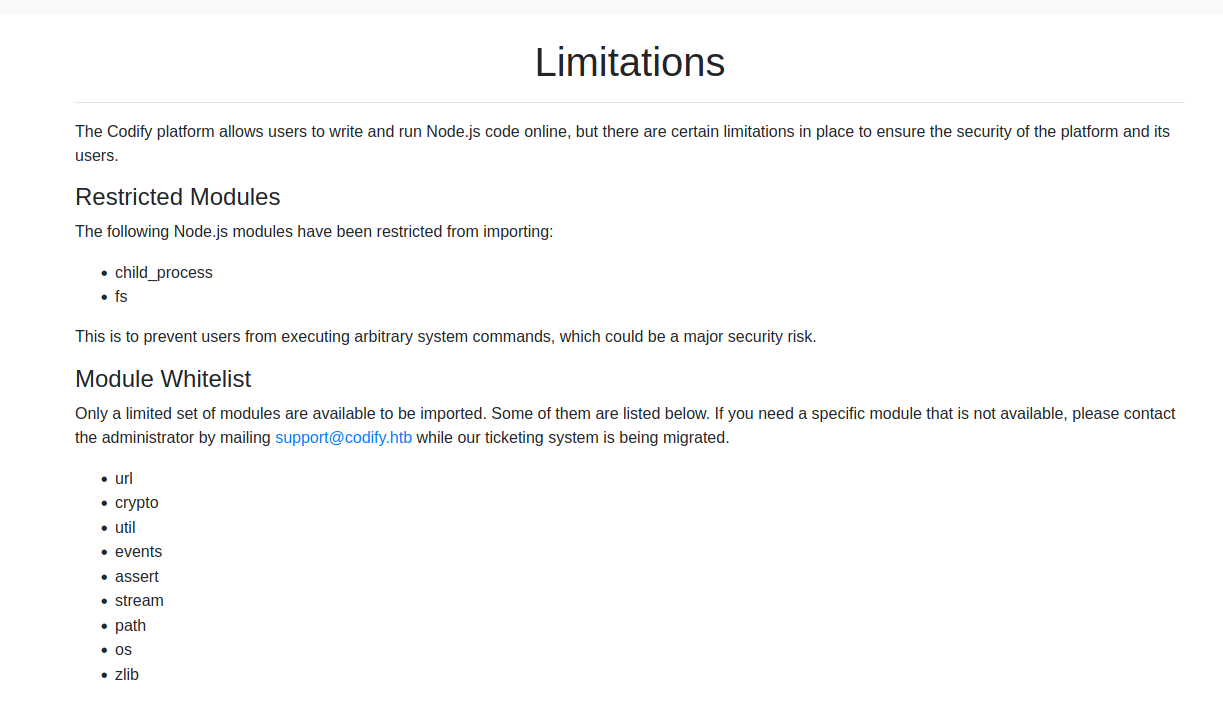 Limitations
The Codify platform allows users to write and run Node.js code online, but there are certain limitations in place to ensure the security of the platform and its
users.
Restricted Modules
The following Node.js modules have been restricted from importing:
• child_process
• fs
This is to prevent users from executing arbitrary system commands, which could be a major security risk.
Module Whitelist
Only a limited set of modules are available to be imported. Some of them are listed below. If you need a specific module that is not available, please contact
the administrator by mailing support@codify.htb while our ticketing system is being migrated.
• url
• crypto
• util
• events
• assert
• stream
• path
• os
• zlib